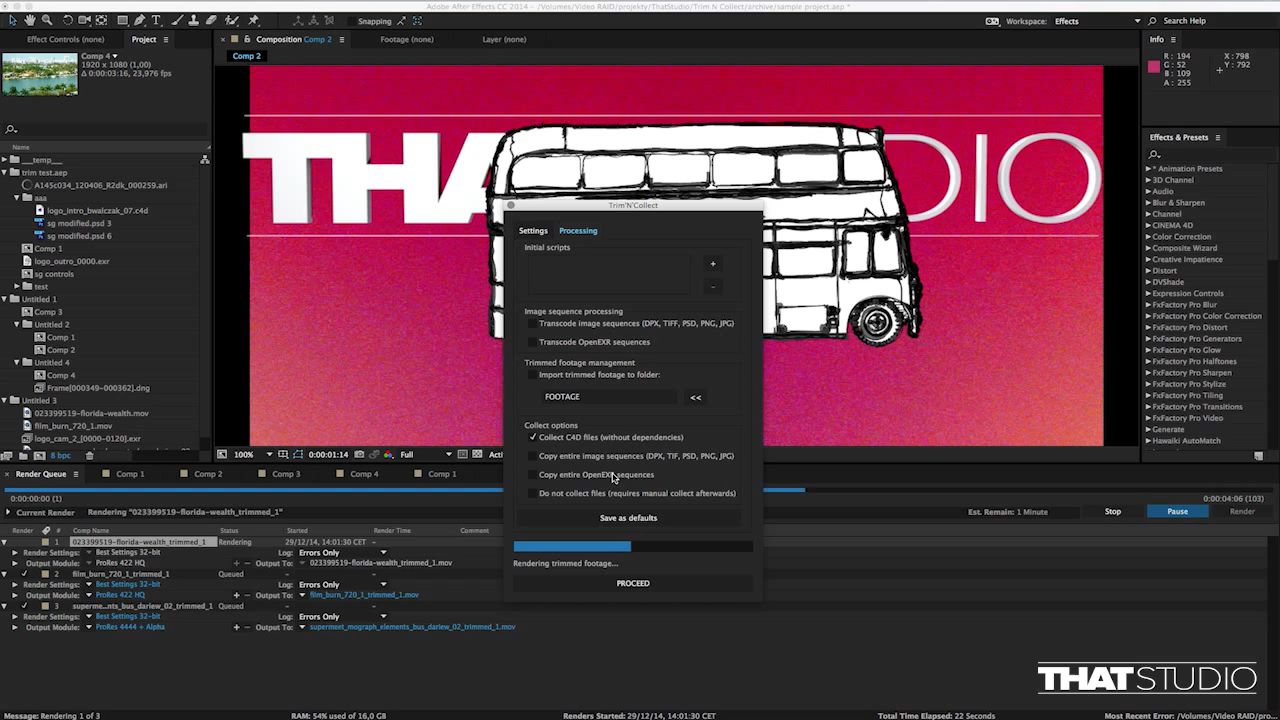 Adobe After Effects CC 2014 - /Volumes/Video RAID/projekty/ThatStudio/Trim N Collect/archive/sample project.aep *
Snapping
Workspace: Effects
Search Help
Effect Controls (none)
Project
Composition Comp 2
Footage (none)
Layer (none)
Info
Comp 2
Comp 4
1920 x 1080 (1,00)
Δ 0:00:03:16, 23,976 fps
R : 194
G : 52
B : 109
A : 255
X : 798
Y : 792
Effects & Presets
Name
__temp__
trim test.aep
A145c034_120406_R2dk_000259.ari
aaa
logo_intro_bwalczak_07.c4d
sg modified.psd 3
sg modified.psd 6
Comp 1
logo_outro_0000.exr
sg controls
test
Untitled 1
Comp 3
Untitled 2
Comp 1
Comp 2
Untitled 4
Comp 4
Frame[000349-000362].dng
Untitled 3
023399519-florida-wealth.mov
film_burn_720_1.mov
logo_cam_2_[0000-0120].exr
8 bpc
THA STUDIO
Trim'N'Collect
Settings
Processing
Initial scripts
+
-
Image sequence processing
Transcode image sequences (DPX, TIFF, PSD, PNG, JPG)
Transcode OpenEXR sequences
Trimmed footage management
Import trimmed footage to folder:
FOOTAGE
<<
Collect options
Collect C4D files (without dependencies)
Copy entire image sequences (DPX, TIF, PSD, PNG, JPG)
Copy entire OpenEXR sequences
Do not collect files (requires manual collect afterwards)
Save as defaults
Rendering trimmed footage...
PROCEED
* Animation Presets
3D Channel
Audio
Blur & Sharpen
Channel
CINEMA 4D
Color Correction
Composite Wizard
Creative Impatience
Distort
DVShade
Expression Controls
FxFactory Pro Blur
FxFactory Pro Color Correction
FxFactory Pro Distort
FxFactory Pro Generators
FxFactory Pro Glow
FxFactory Pro Halftones
FxFactory Pro Sharpen
FxFactory Pro Stylize
FxFactory Pro Tiling
FxFactory Pro Transitions
FxFactory Pro Video
Generate
Hawaiki AutoMatch
100%
0:00:01:14
Full
Render Queue
Comp 1
Comp 2
Comp 3
Comp 4
Comp 1
0:00:00:00 (1)
0:00:04:06 (103)
Current Render
Rendering "023399519-florida-wealth_trimmed_1"
Est. Remain: 1 Minute
Stop
Pause
Render
Render
#
Comp Name
Status
Started
Render Time
Comment
1
023399519-florida-wealth_trimmed_1
Rendering
29/12/14, 14:01:30 CET
-
Render Settings:
Best Settings 32-bit
Log:
Errors Only
Output Module:
ProRes 422 HQ
Output To:
023399519-florida-wealth_trimmed_1.mov
2
film_burn_720_1_trimmed_1
Queued
-
-
Render Settings:
Best Settings 32-bit
Log:
Errors Only
Output Module:
ProRes 422 HQ
Output To:
film_burn_720_1_trimmed_1.mov
3
superme...nts_bus_dariew_02_trimmed_1
Queued
-
-
Render Settings:
Best Settings 32-bit
Log:
Errors Only
Output Module:
ProRes 4444 + Alpha
Output To:
supermeet_mograph_elements_bus_dariew_02_trimmed_1.mov
THATSTUDIO
Message: Rendering 1 of 3
RAM: 54% used of 16,0 GB
Renders Started: 29/12/14, 14:01:30 CET
Total Time Elapsed: 22 Seconds
Most Recent Error: /Volumes/Video RAID/pro...